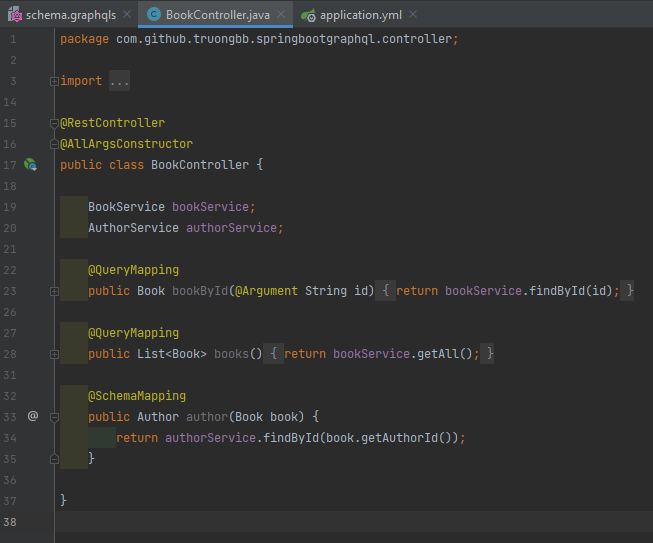 schema.graphqls × BookController.java × application.yml ×
1 package com.github.truongbb.springbootgraphql.controller;
2
3 import ...
14
15 @RestController
16 @AllArgsConstructor
17 public class BookController {
18
19 BookService bookService;
20 AuthorService authorService;
21
22 @QueryMapping
23 public Book bookById(@Argument String id) { return bookService.findById(id); }
26
27 @QueryMapping
28 public List<Book> books() { return bookService.getAll(); }
31
32 @SchemaMapping
33 @ public Author author(Book book) {
34 return authorService.findById(book.getAuthorId());
35 }
36
37 }
38